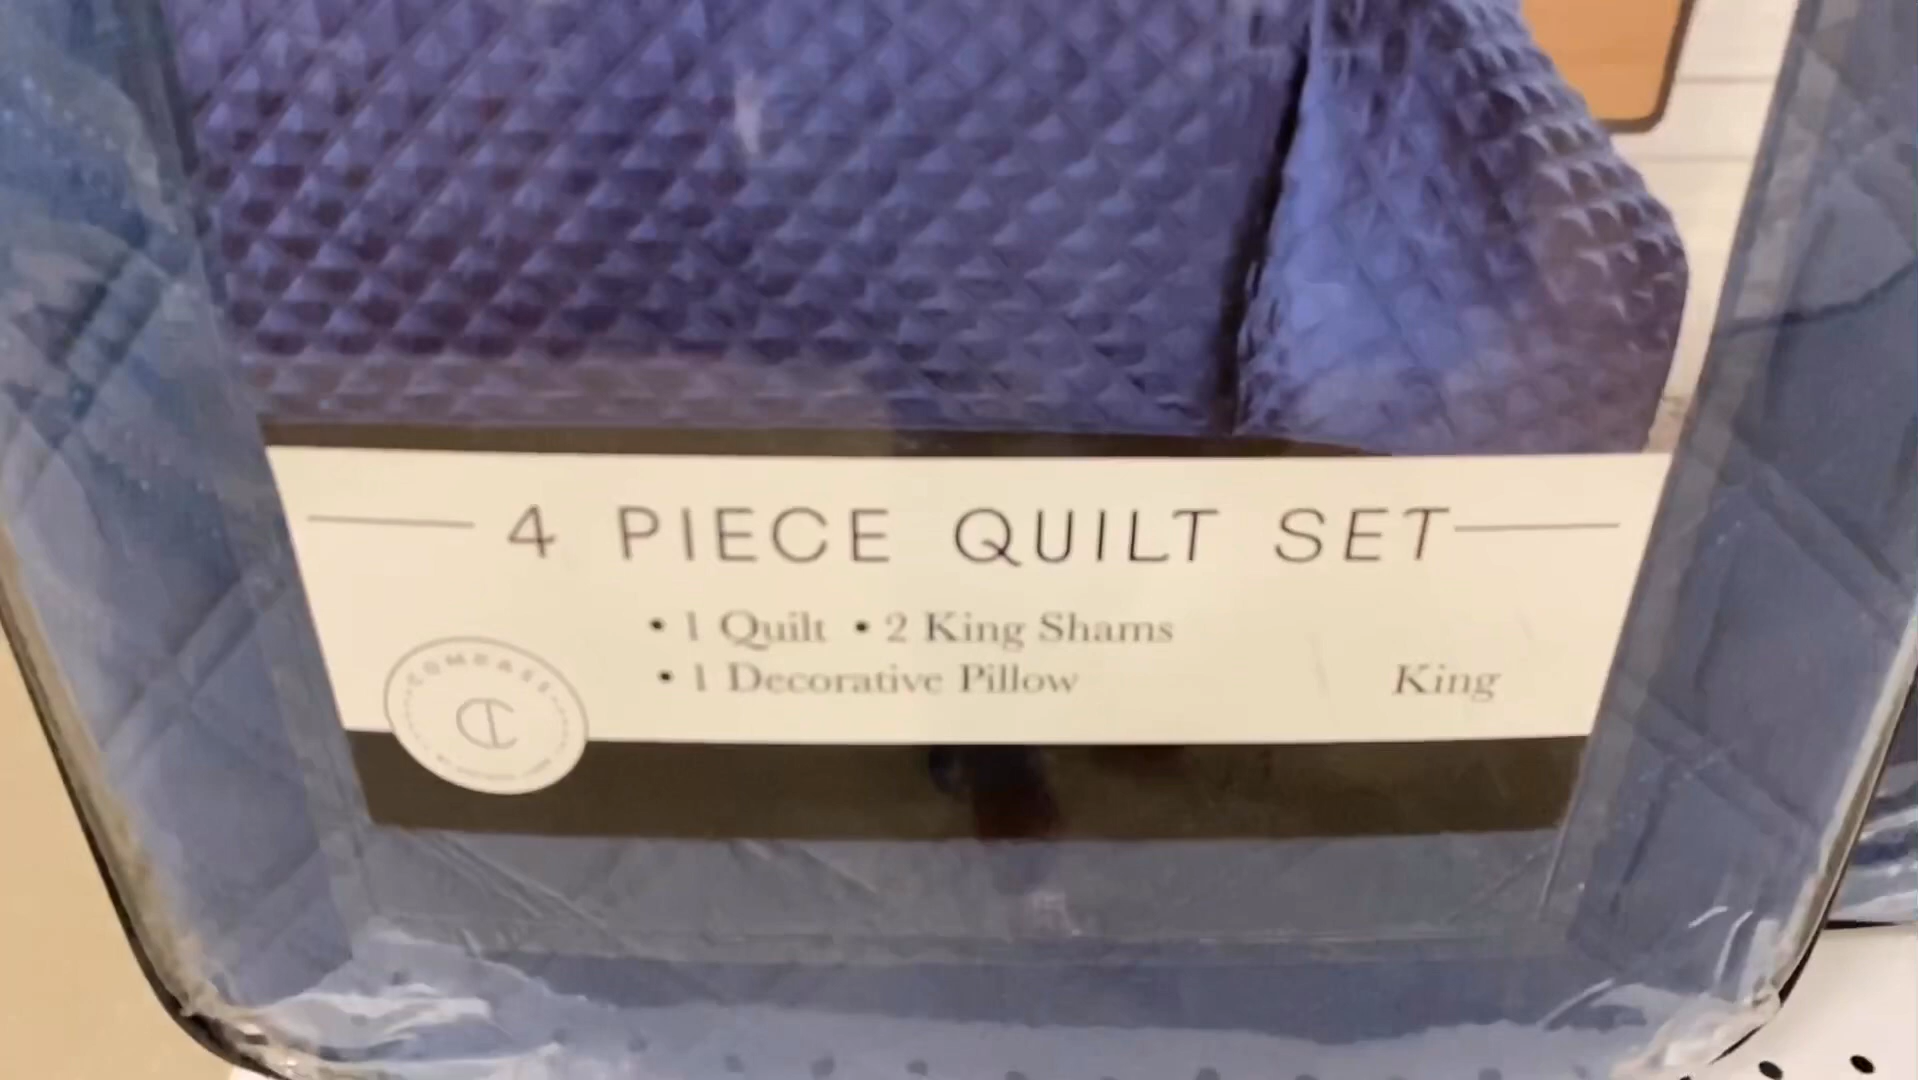 4 PIECE QUILT SET
• 1 Quilt • 2 King Shams
• 1 Decorative Pillow
King